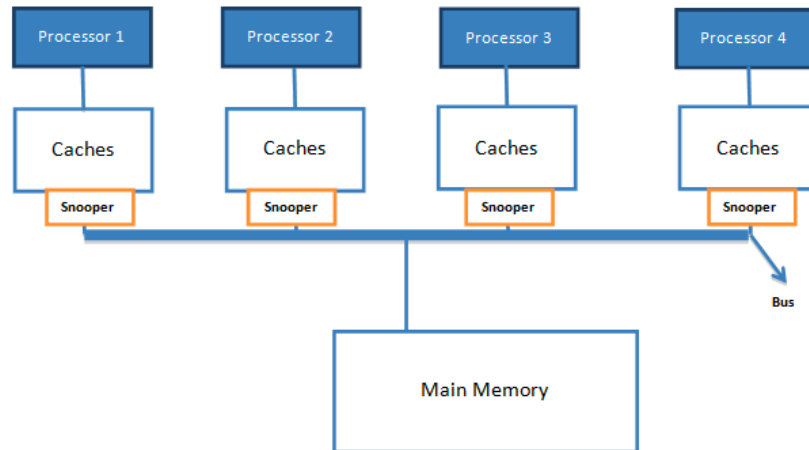 Processor 1
Processor 2
Processor 3
Processor 4
Caches
Caches
Caches
Caches
Snooper
Snooper
Snooper
Snooper
Bus
Main Memory